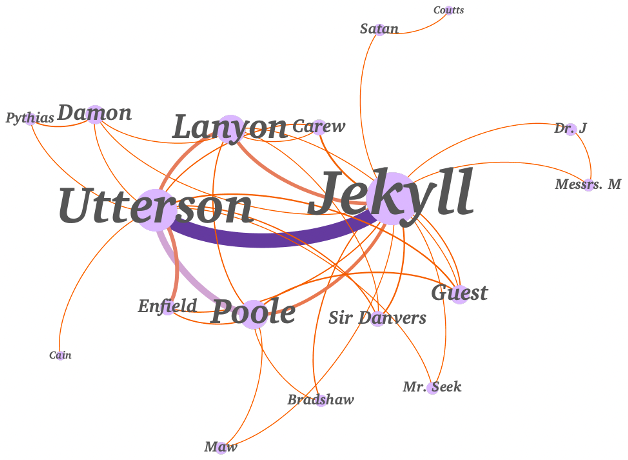 Coutts
Satan
Damon
Pythias
Lanyon
Carew
Dr. J
Messrs. M
Jekyll
Utterson
Guest
Enfield
Poole
Sir Danvers
Cain
Mr. Seek
Bradshaw
Maw